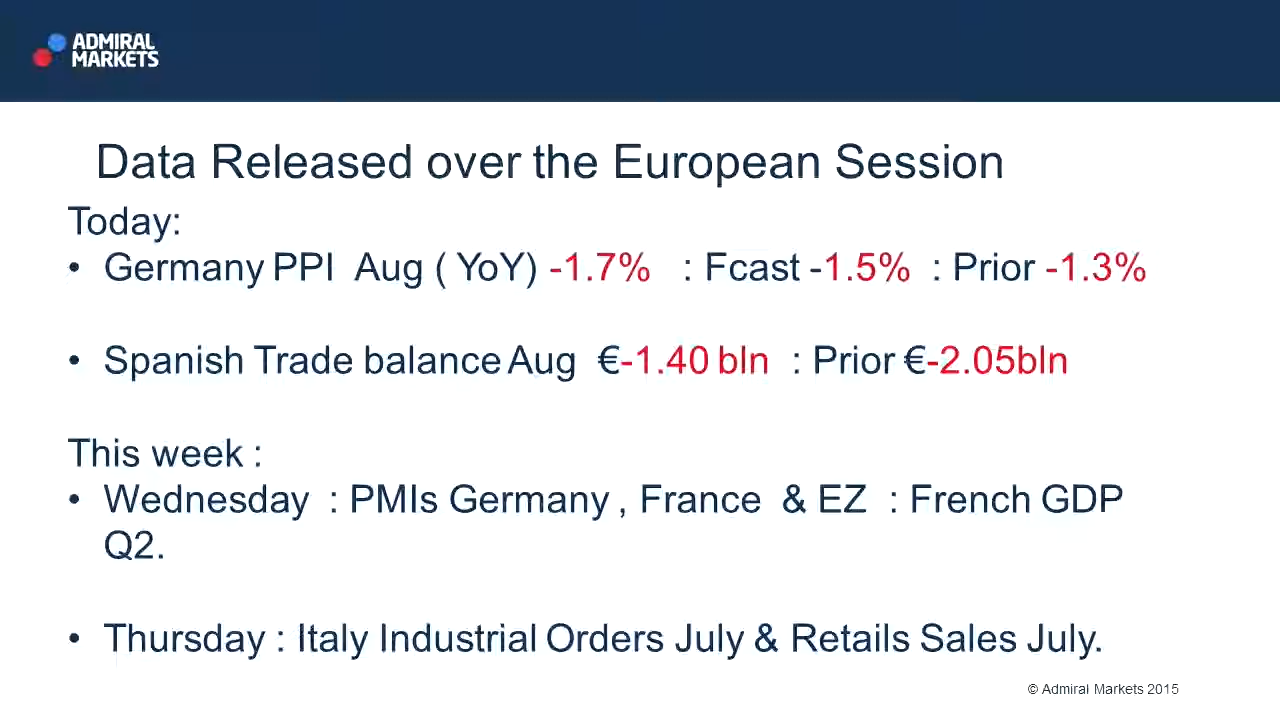 ADMIRAL
MARKETS
Data Released over the European Session
Today:
• Germany PPI Aug ( YoY) -1.7% : Fcast -1.5% : Prior -1.3%
• Spanish Trade balance Aug €-1.40 bln : Prior €-2.05bln
This week :
• Wednesday : PMIs Germany , France & EZ : French GDP
Q2.
• Thursday : Italy Industrial Orders July & Retails Sales July.
© Admiral Markets 2015